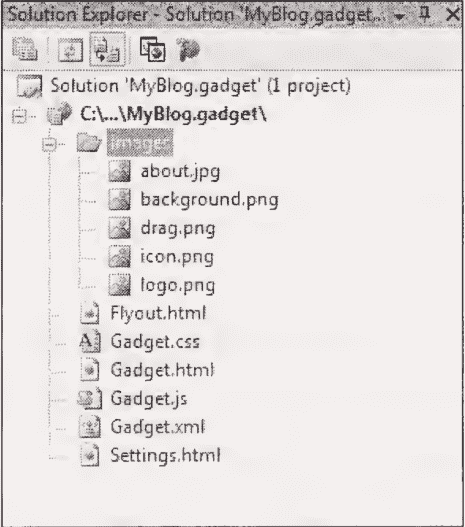 Solution Explorer - Solution 'MyBlog.gadget...
Solution 'MyBlog.gadget' (1 project)
C:\...\MyBlog.gadget\
images
about.jpg
background.png
drag.png
icon.png
logo.png
Flyout.html
Gadget.css
Gadget.html
Gadget.js
Gadget.xml
Settings.html